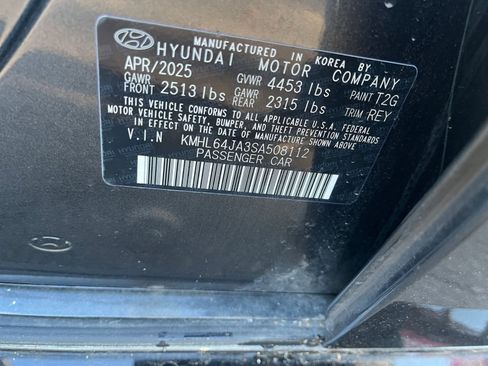 MANUFACTURED IN KOREA BY
HYUNDAI MOTOR COMPANY
APR/2025 GVWR 4453 lbs PAINT T2G
GAWR FRONT 2513 lbs GAWR REAR 2315 lbs TRIM REY
THIS VEHICLE CONFORMS TO ALL APPLICABLE U.S.A. FEDERAL
MOTOR VEHICLE SAFETY, BUMPER, AND THEFT PREVENTION STANDARDS
IN EFFECT ON THE DATE OF MANUFACTURE SHOWN ABOVE
V.I.N KMHL64JA3SA508112
PASSENGER CAR